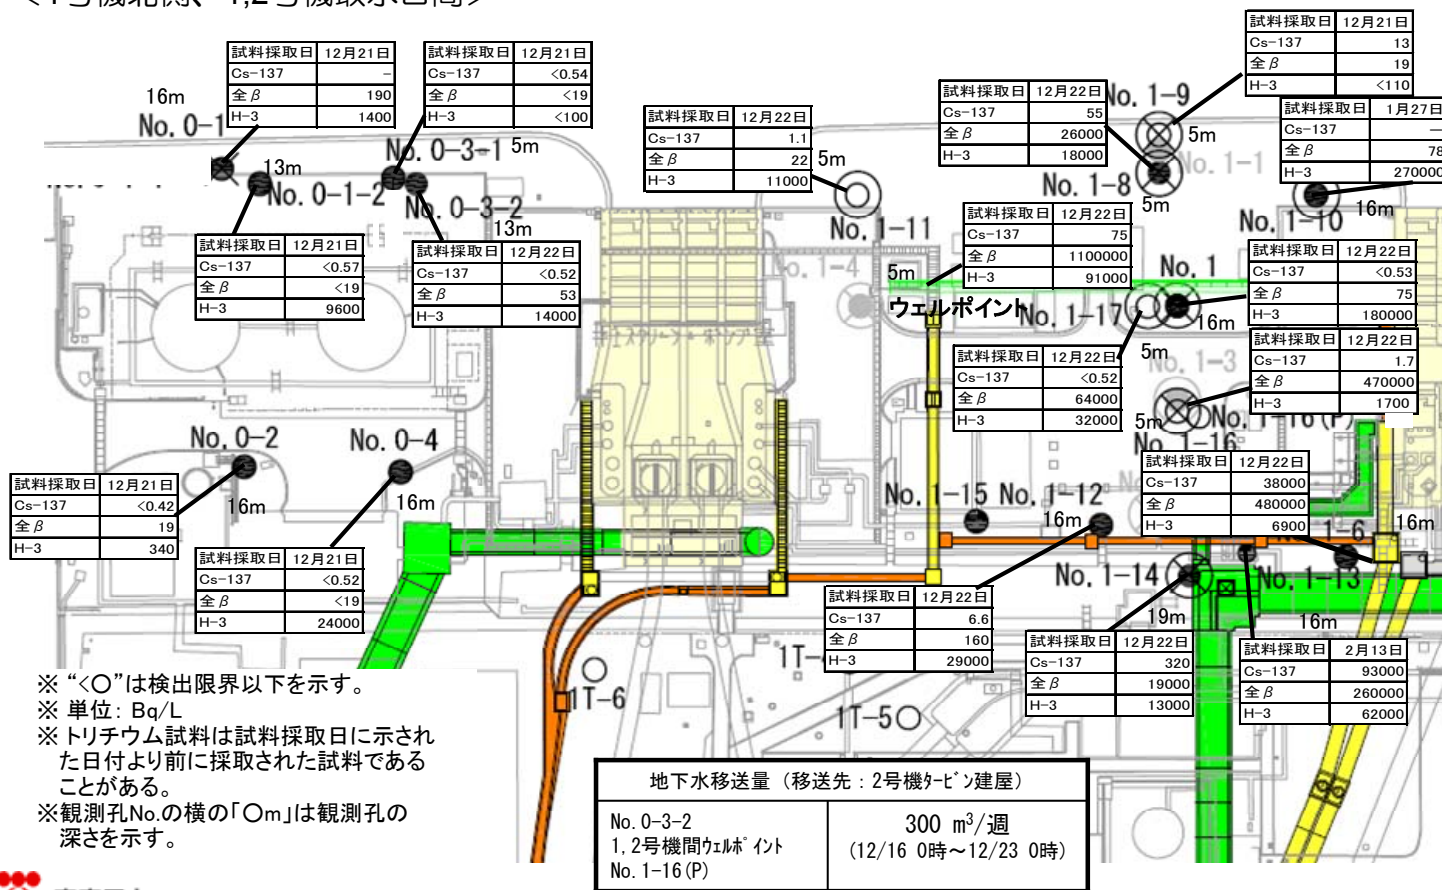 試料採取日 12月21日
Cs-137 -
全β 190
H-3 1400
試料採取日 12月21日
Cs-137 <0.54
全β <19
H-3 <100
試料採取日 12月22日
Cs-137 1.1
全β 22
H-3 11000
試料採取日 12月22日
Cs-137 55
全β 26000
H-3 18000
試料採取日 12月21日
Cs-137 13
全β 19
H-3 <110
試料採取日 1月27日
Cs-137 —
全β 78
H-3 270000
16m
No. 0-1
13m
No. 0-1-2
No. 0-3-1 5m
No. 0-3-2
13m
5m
No. 1-11
No. 1-9
5m
No. 1-1
No. 1-8
5m
No. 1-10
16m
試料採取日 12月21日
Cs-137 <0.57
全β <19
H-3 9600
試料採取日 12月22日
Cs-137 <0.52
全β 53
H-3 14000
試料採取日 12月22日
Cs-137 75
全β 1100000
H-3 91000
試料採取日 12月22日
Cs-137 <0.53
全β 75
H-3 180000
5m
ウェルポイント
No. 1-17
No. 1
16m
5m
No. 1-3
試料採取日 12月22日
Cs-137 <0.52
全β 64000
H-3 32000
試料採取日 12月22日
Cs-137 1.7
全β 470000
H-3 1700
5m
No. 1-16(P)
No. 1-16
No. 0-2
16m
No. 0-4
16m
No. 1-15
No. 1-12
16m
試料採取日 12月21日
Cs-137 <0.42
全β 19
H-3 340
試料採取日 12月21日
Cs-137 <0.52
全β <19
H-3 24000
試料採取日 12月22日
Cs-137 38000
全β 480000
H-3 6900
1-6
16m
No. 1-14
19m
No. 1-13
16m
試料採取日 12月22日
Cs-137 6.6
全β 160
H-3 29000
試料採取日 12月22日
Cs-137 320
全β 19000
H-3 13000
試料採取日 2月13日
Cs-137 93000
全β 260000
H-3 62000
1T-6
1T-5
※ “<〇”は検出限界以下を示す。
※ 単位: Bq/L
※ トリチウム試料は試料採取日に示され
た日付より前に採取された試料である
ことがある。
※観測孔No.の横の「〇m」は観測孔の
深さを示す。
地下水移送量 (移送先:2号機ﾀｰﾋﾞﾝ建屋)
No. 0-3-2
1, 2号機間ｳｪﾙﾎﾟｲﾝﾄ
No. 1-16(P)
300 m³/週
(12/16 0時～12/23 0時)